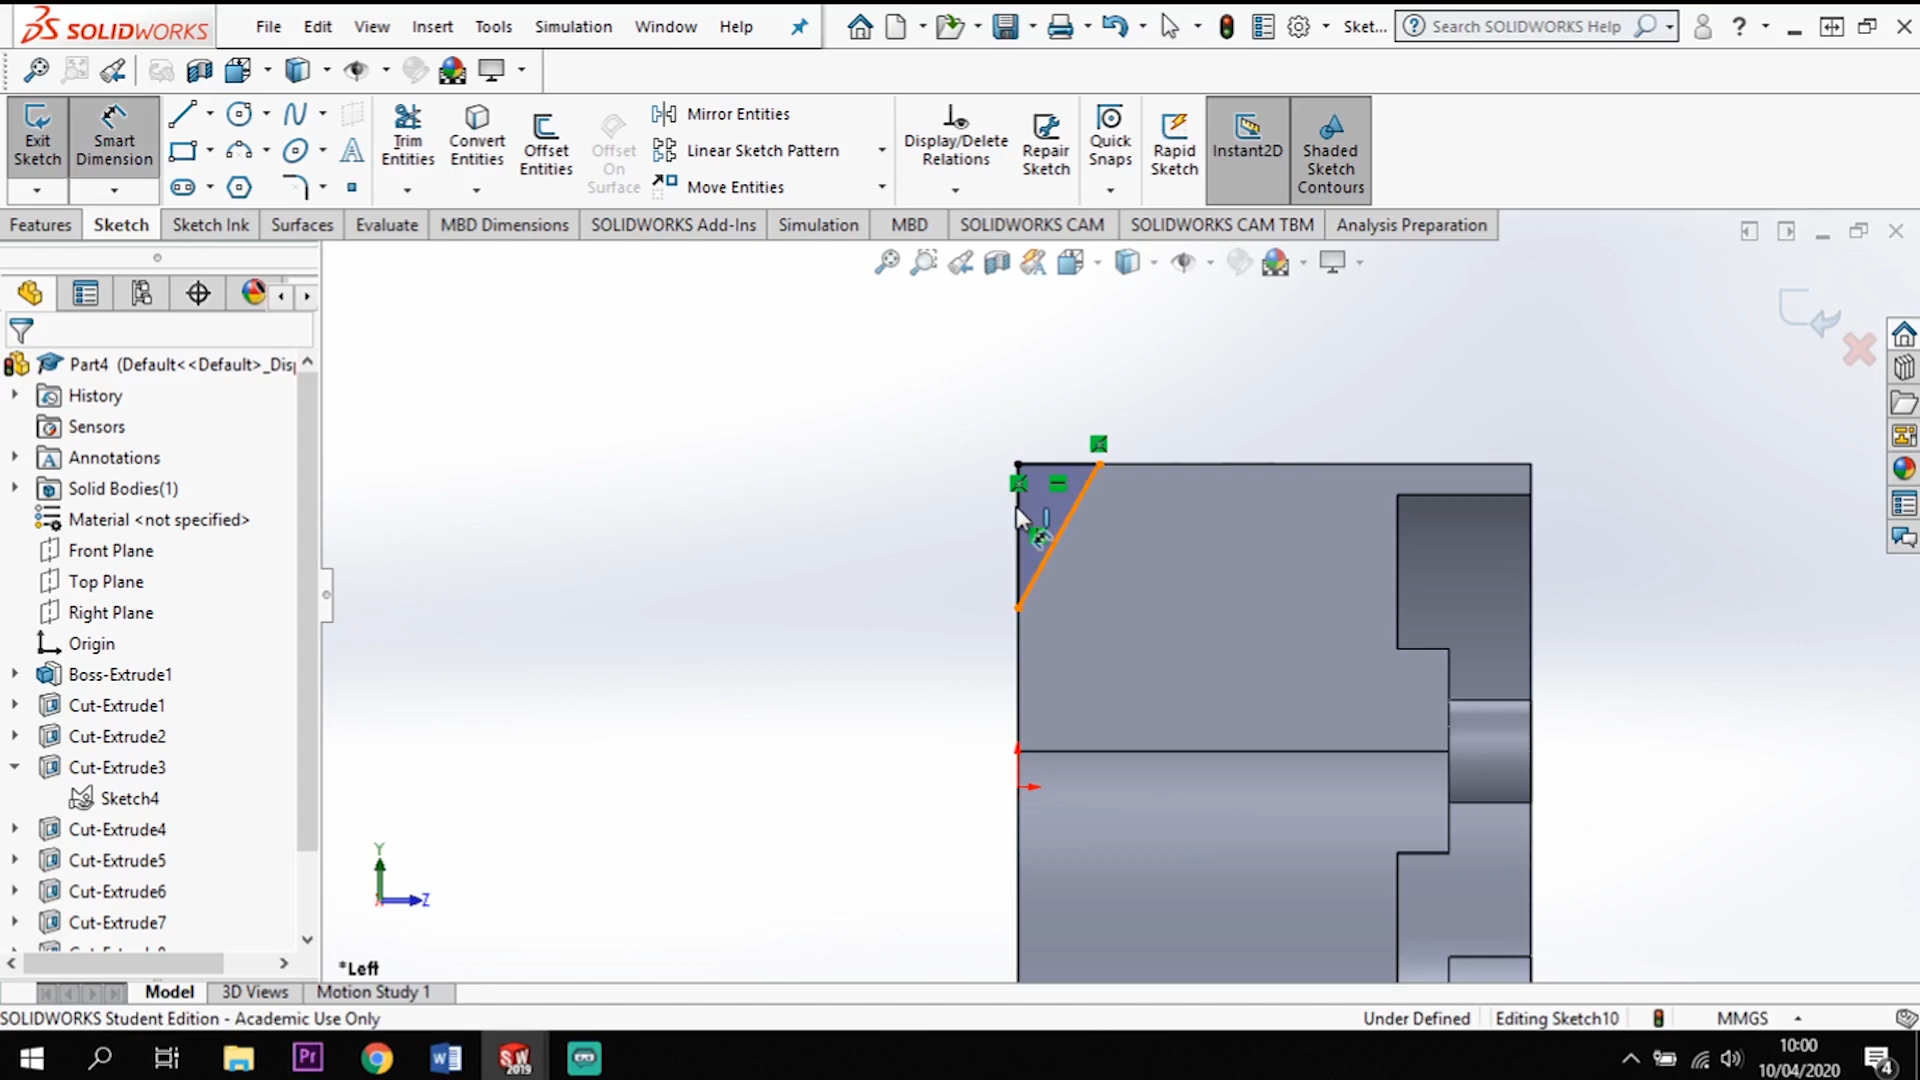 SOLIDWORKS File Edit View Insert Tools Simulation Window Help Sket... Search SOLIDWORKS Help
Exit Sketch
Smart Dimension
Trim Entities
Convert Entities
Offset Entities
Offset On Surface
Mirror Entities
Linear Sketch Pattern
Move Entities
Display/Delete Relations
Repair Sketch
Quick Snaps
Rapid Sketch
Instant2D
Shaded Sketch Contours
Features Sketch Sketch Ink Surfaces Evaluate MBD Dimensions SOLIDWORKS Add-Ins Simulation MBD SOLIDWORKS CAM SOLIDWORKS CAM TBM Analysis Preparation
Part4 (Default<<Default>_Disp
History
Sensors
Annotations
Solid Bodies(1)
Material <not specified>
Front Plane
Top Plane
Right Plane
Origin
Boss-Extrude1
Cut-Extrude1
Cut-Extrude2
Cut-Extrude3
Sketch4
Cut-Extrude4
Cut-Extrude5
Cut-Extrude6
Cut-Extrude7
Y
Z
*Left
Model 3D Views Motion Study 1
SOLIDWORKS Student Edition - Academic Use Only Under Defined Editing Sketch10 MMGS
Pr SW 2019 10:00
10/04/2020 4